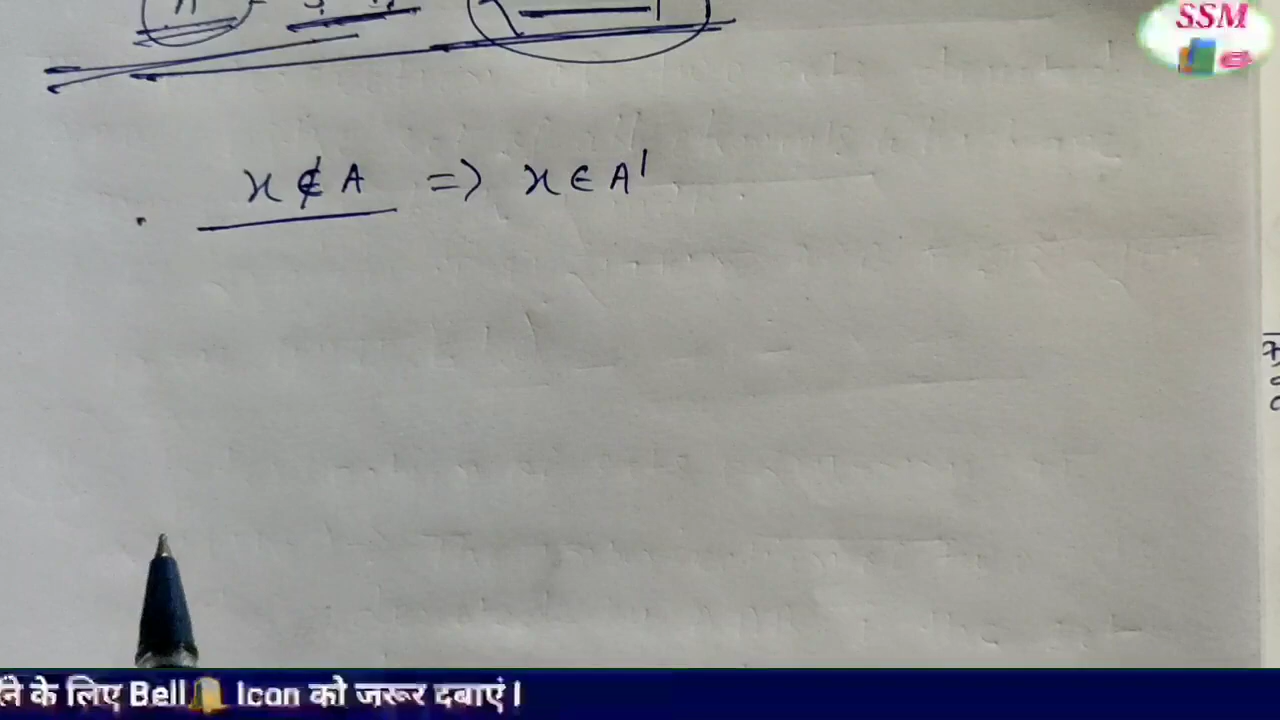 SSM
x ∉ A => x ∈ A'
के लिए Bell🔔 Icon को जरूर दबाएं।